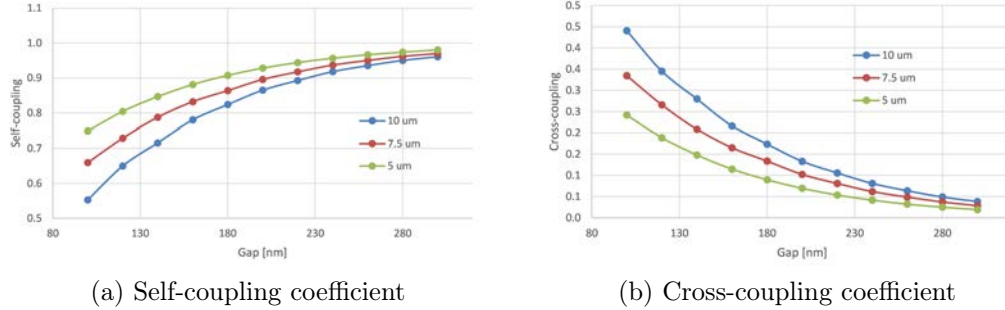 1.1
1.0
0.9
0.8
0.7
0.6
0.5
Self-coupling
10 um
7.5 um
5 um
80 130 180 230 280
Gap [nm]
(a) Self-coupling coefficient
0.5
0.5
0.4
0.4
0.3
0.3
0.2
0.2
0.1
0.1
0.0
Cross-coupling
10 um
7.5 um
5 um
80 130 180 230 280
Gap [nm]
(b) Cross-coupling coefficient